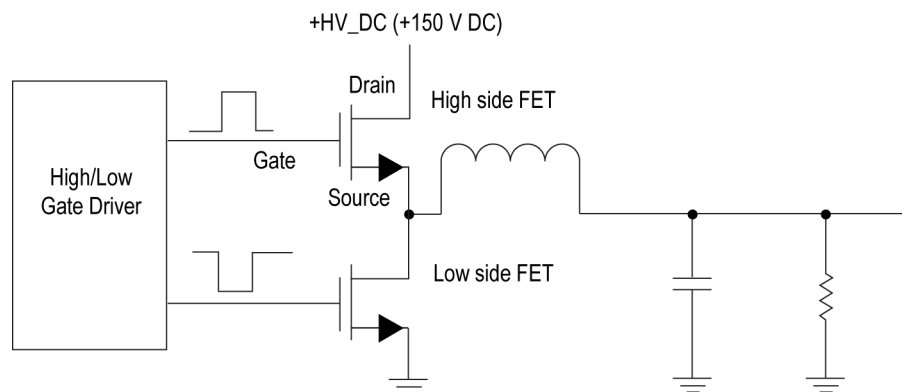 +HV_DC (+150 V DC)
Drain
High side FET
Gate
High/Low
Gate Driver
Source
Low side FET